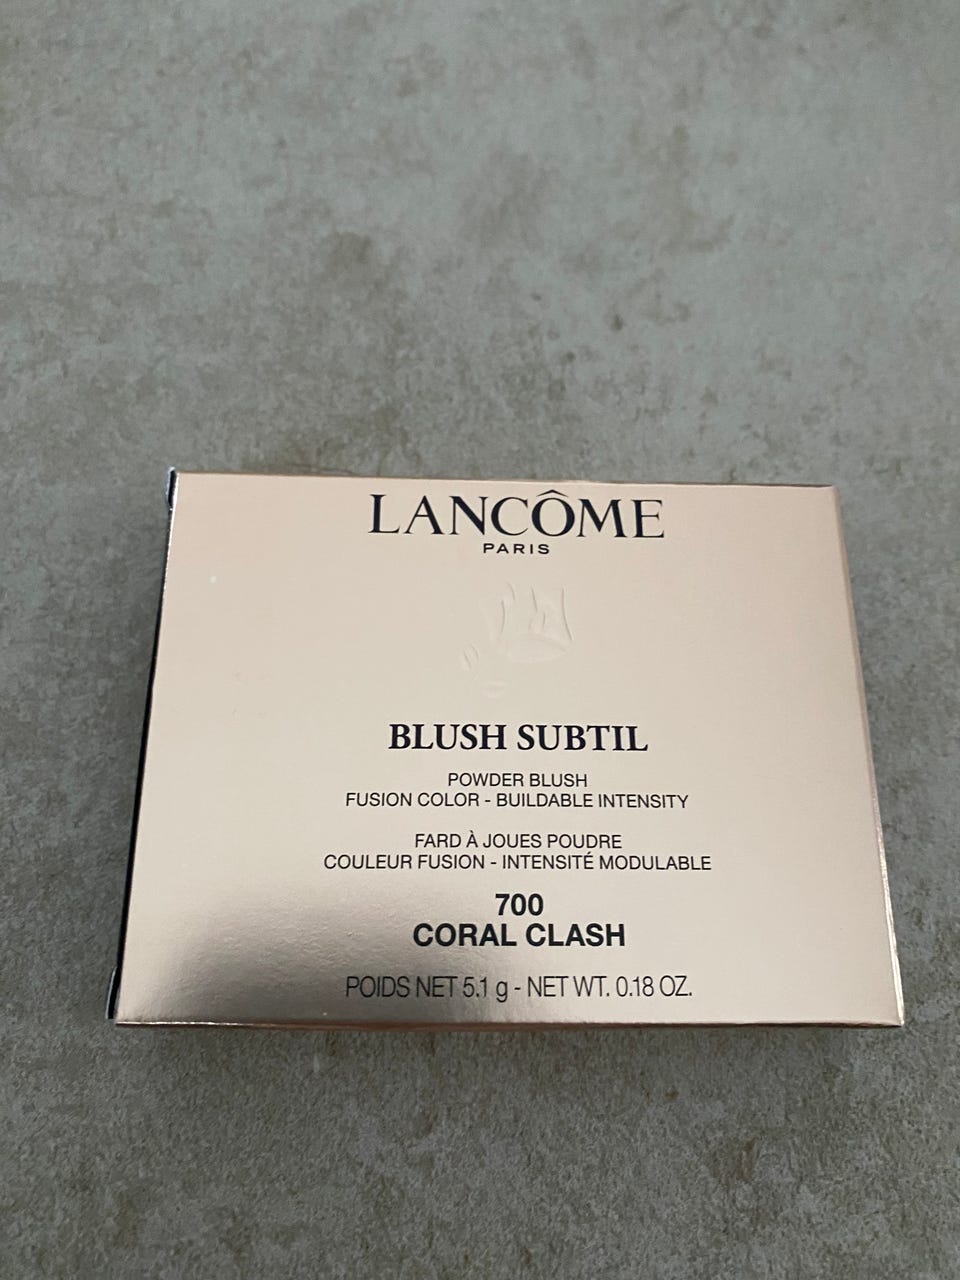 LANCÔME
PARIS
BLUSH SUBTIL
POWDER BLUSH
FUSION COLOR - BUILDABLE INTENSITY
FARD À JOUES POUDRE
COULEUR FUSION - INTENSITÉ MODULABLE
700
CORAL CLASH
POIDS NET 5.1 g - NET WT. 0.18 OZ.